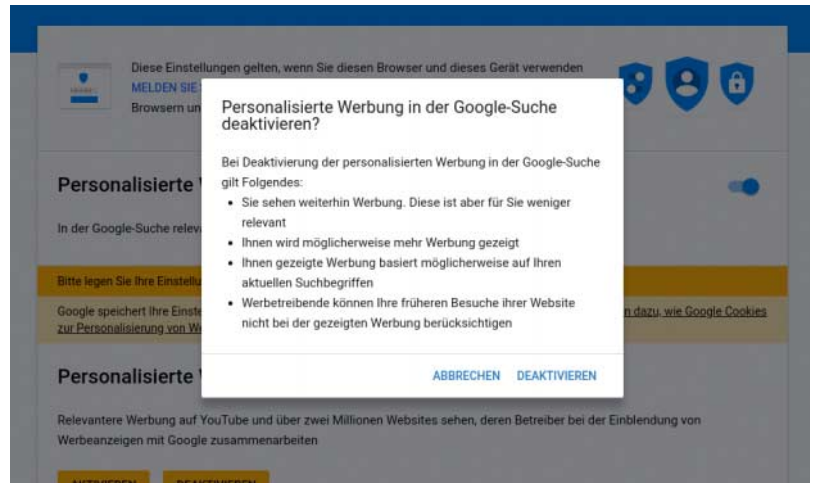 Diese Einstellungen gelten, wenn Sie diesen Browser und dieses Gerät verwenden
MELDEN SIE
Browsern un
Personalisierte Werbung in der Google-Suche
deaktivieren?
Bei Deaktivierung der personalisierten Werbung in der Google-Suche
gilt Folgendes:
• Sie sehen weiterhin Werbung. Diese ist aber für Sie weniger
relevant
• Ihnen wird möglicherweise mehr Werbung gezeigt
• Ihnen gezeigte Werbung basiert möglicherweise auf Ihren
aktuellen Suchbegriffen
• Werbetreibende können Ihre früheren Besuche ihrer Website
nicht bei der gezeigten Werbung berücksichtigen
ABBRECHEN DEAKTIVIEREN
Personalisierte
In der Google-Suche relev
Bitte legen Sie Ihre Einstellu
Google speichert Ihre Einste
n dazu, wie Google Cookies
zur Personalisierung von We
Personalisierte
Relevantere Werbung auf YouTube und über zwei Millionen Websites sehen, deren Betreiber bei der Einblendung von
Werbeanzeigen mit Google zusammenarbeiten